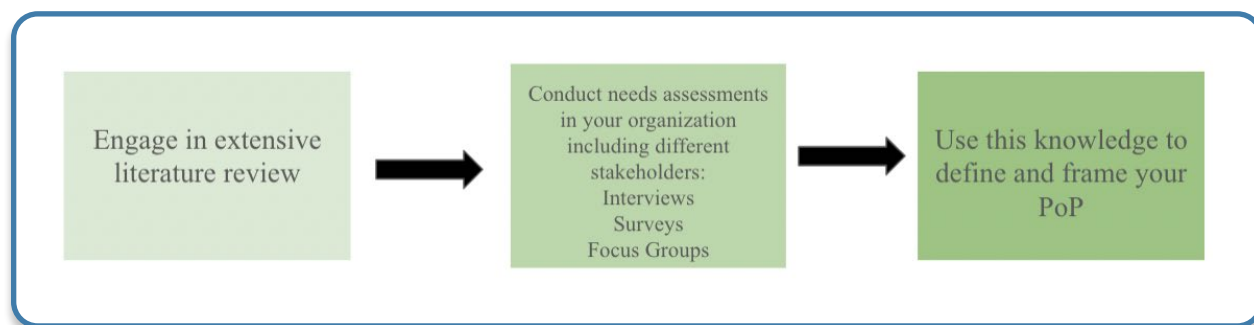 Engage in extensive
literature review
Conduct needs assessments
in your organization
including different
stakeholders:
Interviews
Surveys
Focus Groups
Use this knowledge to
define and frame your
PoP